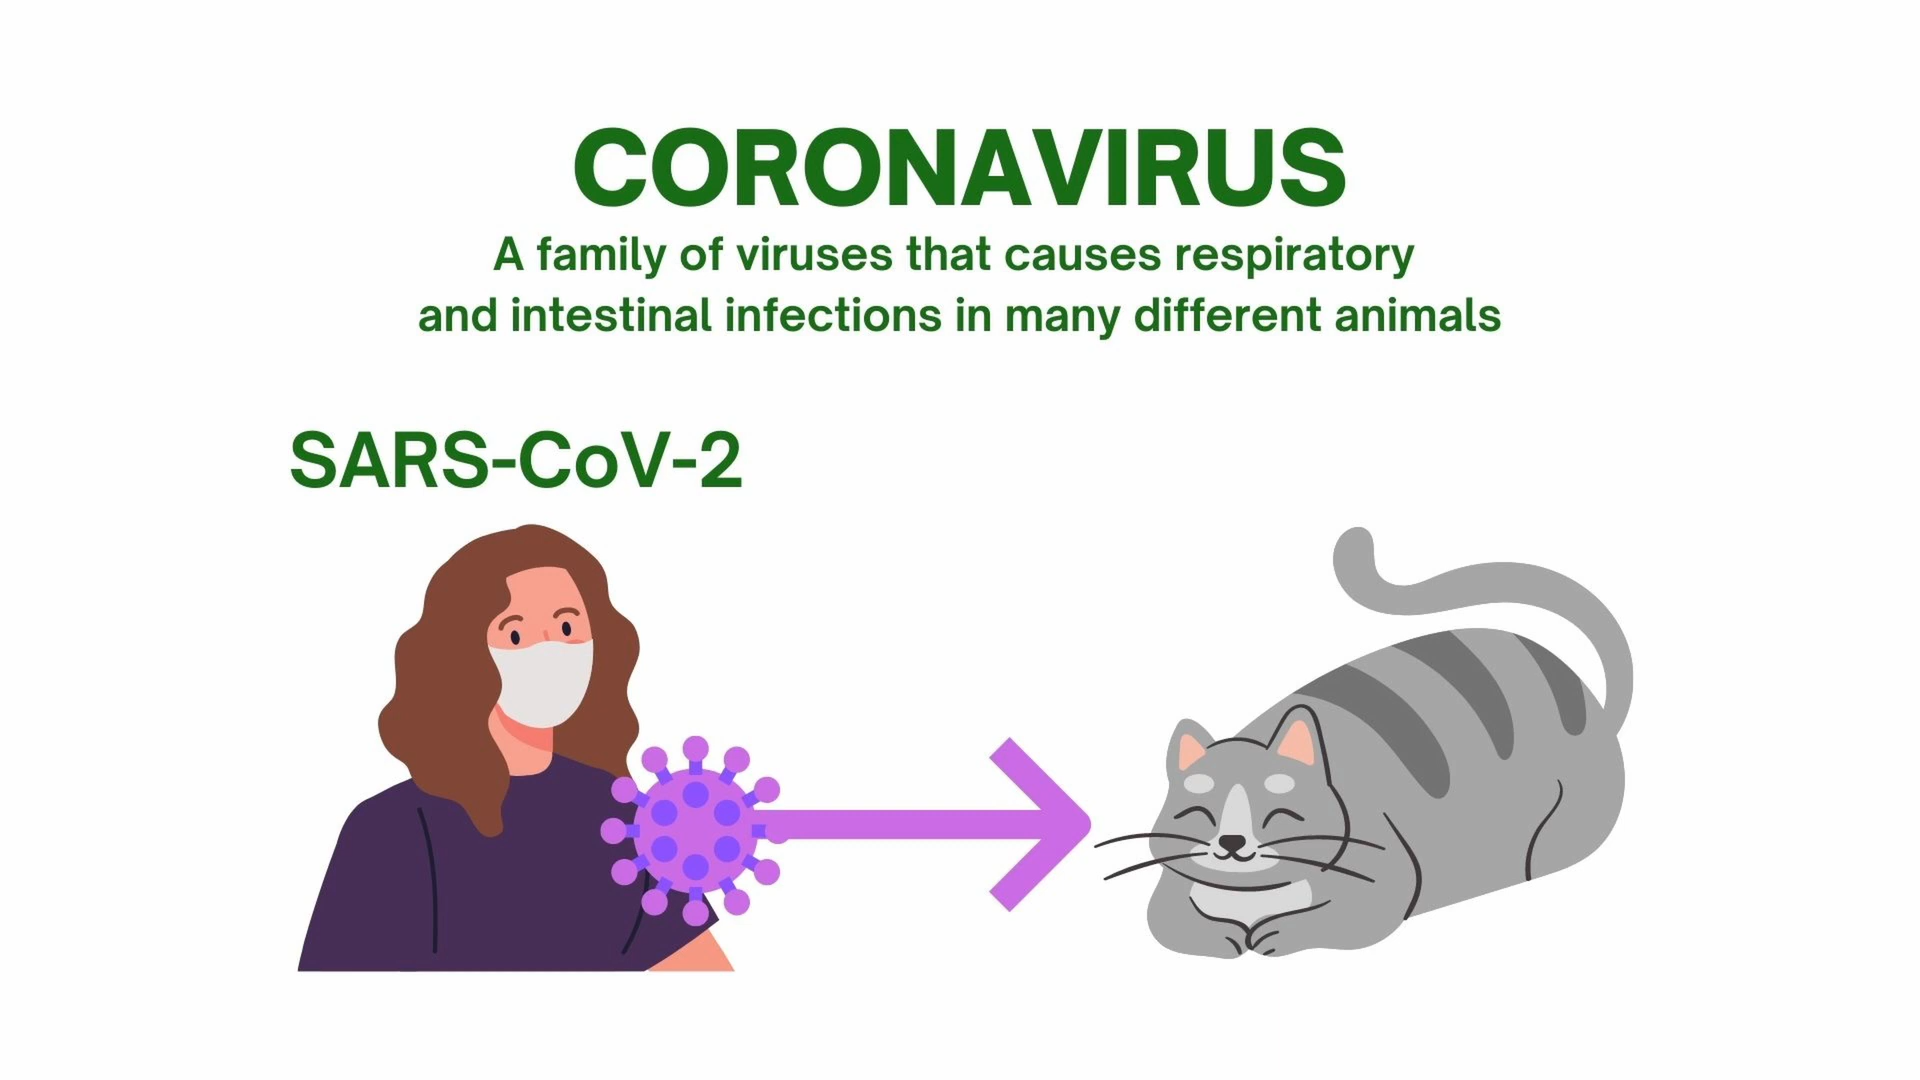 CORONAVIRUS
A family of viruses that causes respiratory
and intestinal infections in many different animals
SARS-CoV-2